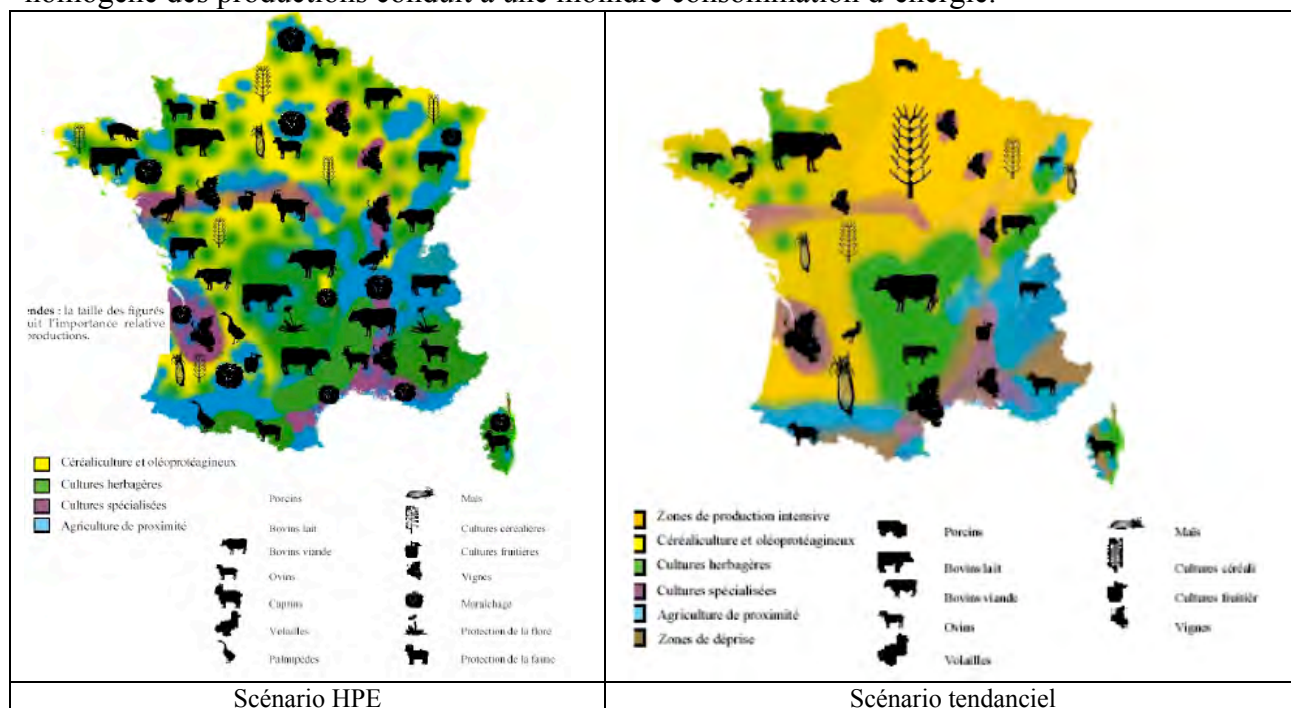 homogène des productions conduit à une moindre consommation d'énergie.
endes : la taille des figurés
uit l'importance relative
productions.
Céréaliculture et oléoprotéagineux
Cultures herbagères
Cultures spécialisées
Agriculture de proximité
Porcins
Bovins lait
Bovins viande
Ovins
Caprins
Volailles
Palmipèdes
Maïs
Cultures céréalières
Cultures fruitières
Vignes
Maraîchage
Protection de la flore
Protection de la faune
Zones de production intensive
Céréaliculture et oléoprotéagineux
Cultures herbagères
Cultures spécialisées
Agriculture de proximité
Zones de déprise
Porcins
Bovins lait
Bovins viande
Ovins
Volailles
Maïs
Cultures céréali
Cultures fruitièr
Vignes
Scénario HPE
Scénario tendanciel